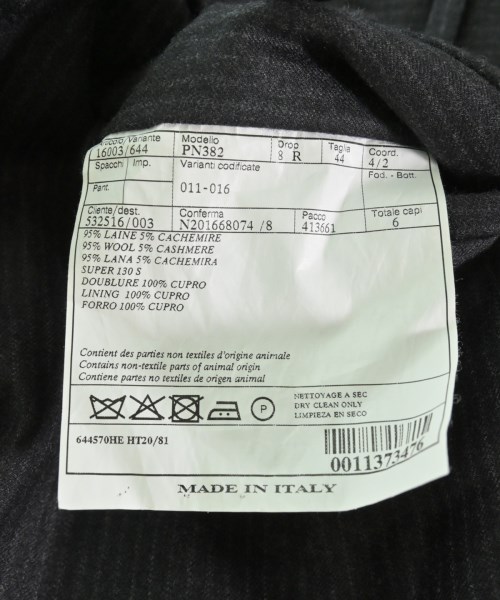 Variante Modello Drop Taglia Coord.
16003/644 PN382 8 R 44 4/2
Spacchi Imp. Varianti codificate Fod. - Bott.
Pant. 011-016
Cliente/dest. Conferma Pacco Totale capi
532516/003 N201668074 /8 413661 6
95% LAINE 5% CACHEMIRE
95% WOOL 5% CASHMERE
95% LANA 5% CACHEMIRA
SUPER 130 S
DOUBLURE 100% CUPRO
LINING 100% CUPRO
FORRO 100% CUPRO
Contient des parties non textiles d'origine animale
Contains non-textile parts of animal origin
Contiene partes no textiles de origen animal
P
NETTOYAGE A SEC
DRY CLEAN ONLY
LIMPIEZA EN SECO
644570HE HT20/81
0011373476
MADE IN ITALY